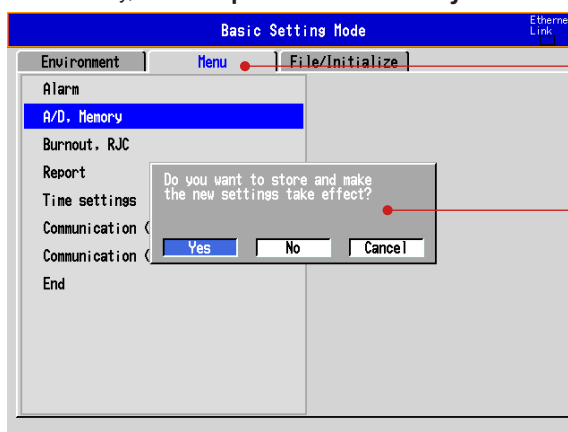 Basic Setting Mode
Link
Environment
Menu
File/Initialize
Alarm
A/D, Memory
Burnout, RJC
Report
Time settings
Communication (
Communication (
End
Do you want to store and make
the new settings take effect?
Yes
No
Cancel